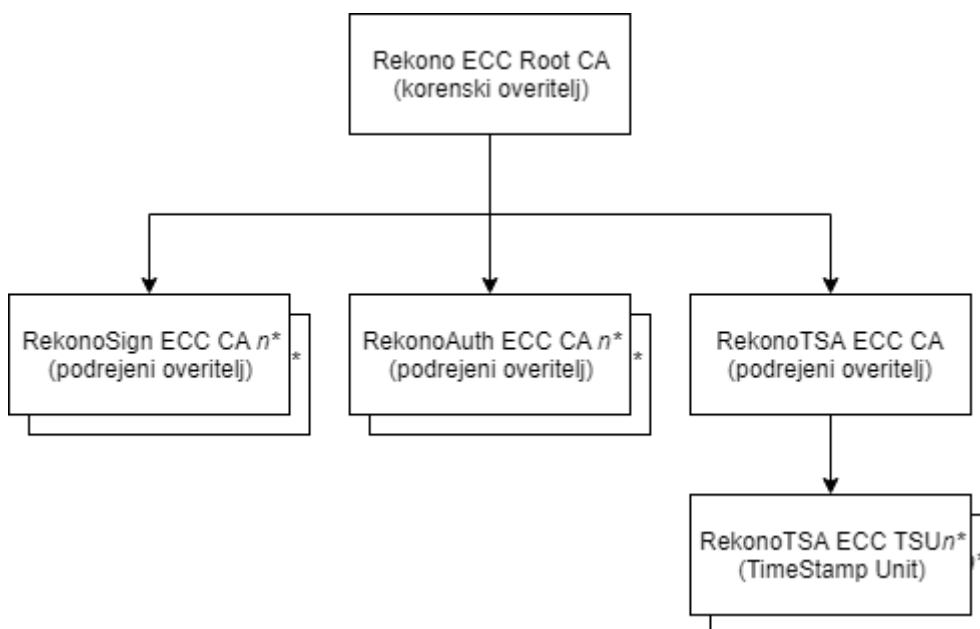 Rekono ECC Root CA
(korenski overitelj)
RekonoSign ECC CA n*
(podrejeni overitelj)
*
RekonoAuth ECC CA n*
(podrejeni overitelj)
*
RekonoTSA ECC CA
(podrejeni overitelj)
RekonoTSA ECC TSUn*
(TimeStamp Unit)